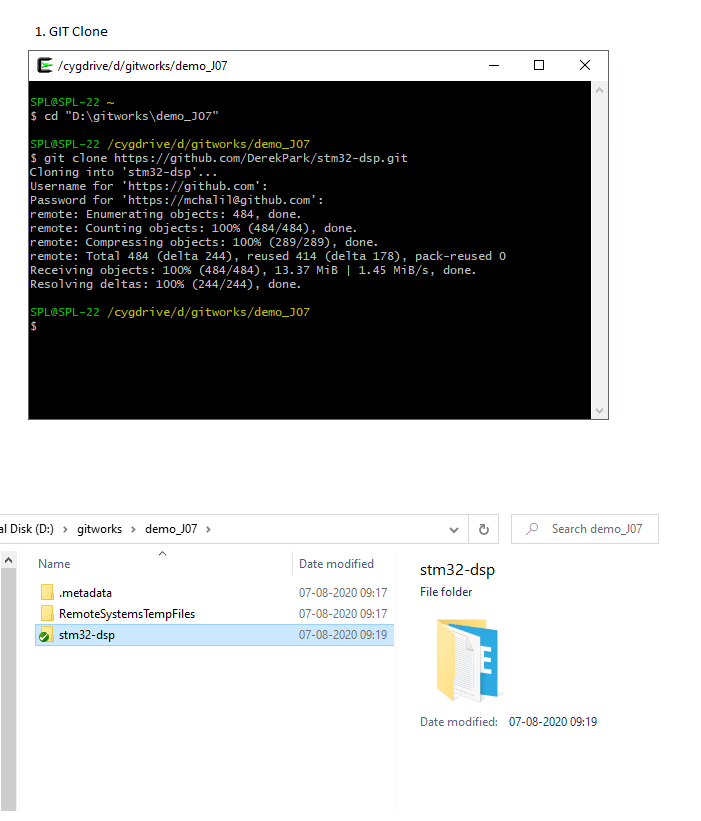 1. GIT Clone
/cygdrive/d/gitworks/demo_J07
SPL@SPL-22 ~
$ cd "D:\gitworks\demo_J07"
SPL@SPL-22 /cygdrive/d/gitworks/demo_J07
$ git clone https://github.com/DerekPark/stm32-dsp.git
Cloning into 'stm32-dsp'...
Username for 'https://github.com':
Password for 'https://mchalil@github.com':
remote: Enumerating objects: 484, done.
remote: Counting objects: 100% (484/484), done.
remote: Compressing objects: 100% (289/289), done.
remote: Total 484 (delta 244), reused 414 (delta 178), pack-reused 0
Receiving objects: 100% (484/484), 13.37 MiB | 1.45 MiB/s, done.
Resolving deltas: 100% (244/244), done.
SPL@SPL-22 /cygdrive/d/gitworks/demo_J07
$
al Disk (D:) > gitworks > demo_J07 >
Search demo_J07
Name Date modified
.metadata 07-08-2020 09:17
RemoteSystemsTempFiles 07-08-2020 09:17
stm32-dsp 07-08-2020 09:19
stm32-dsp
File folder
E
Date modified: 07-08-2020 09:19